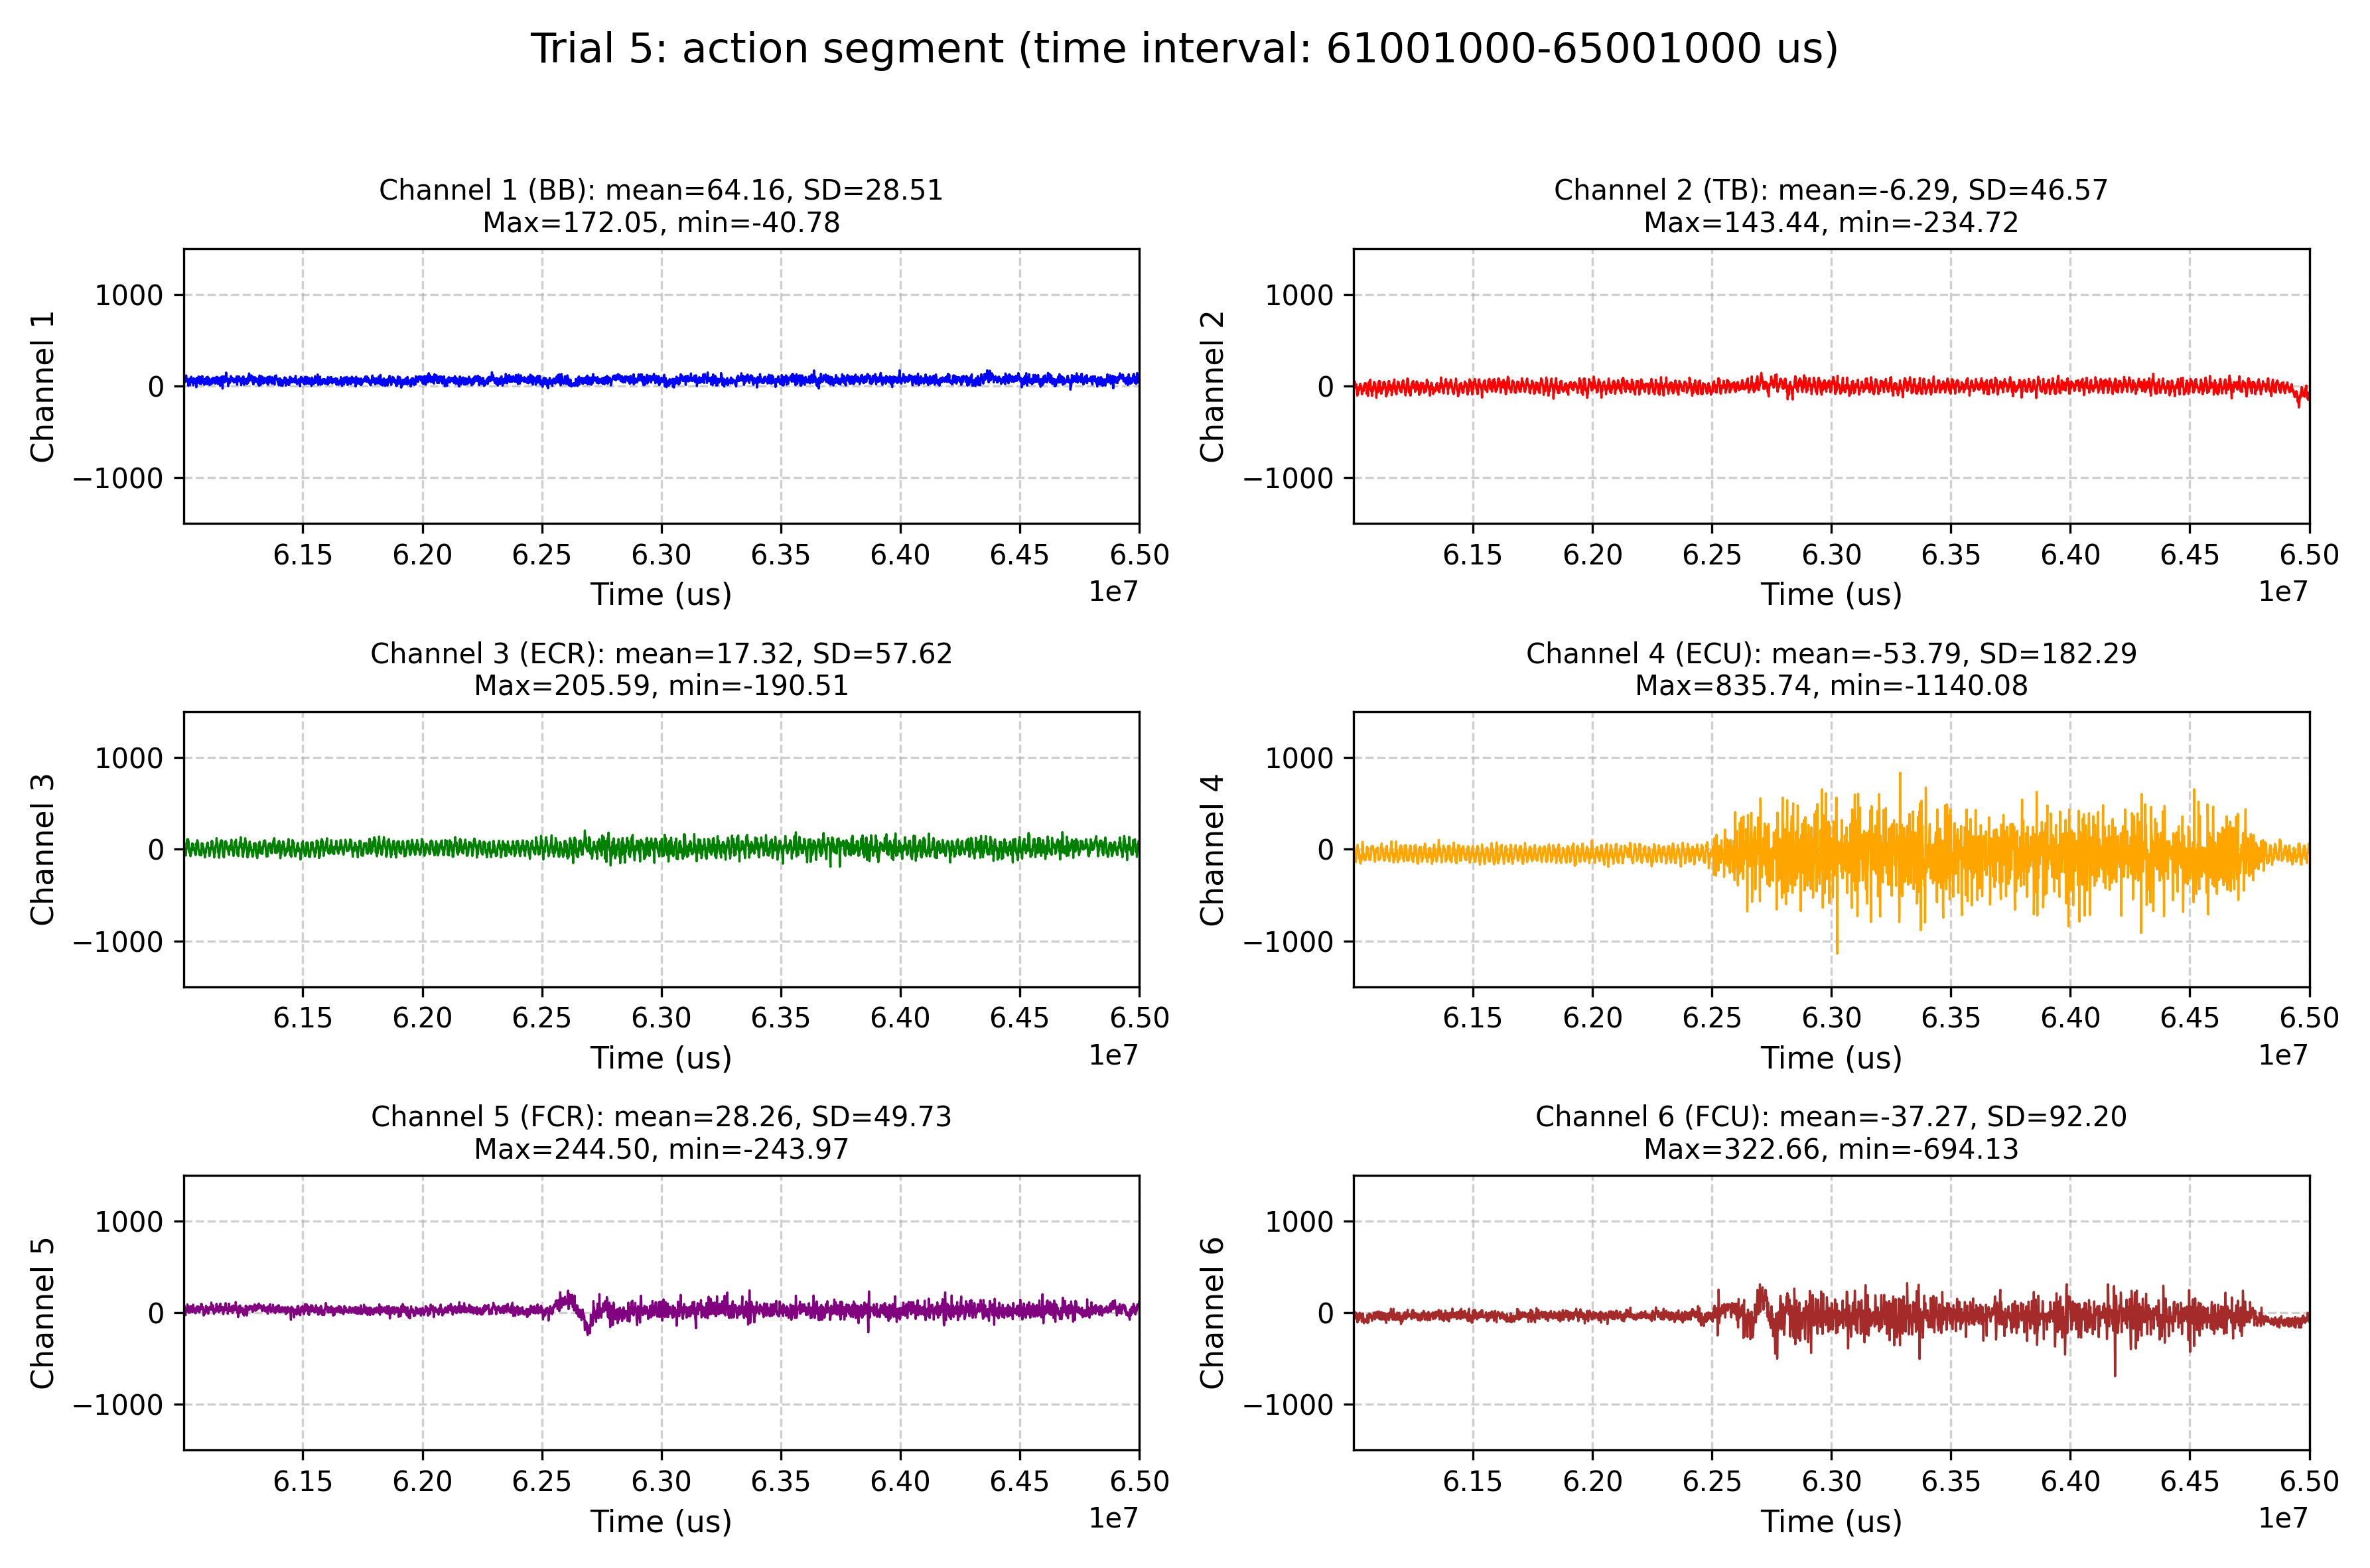 Trial 5: action segment (time interval: 61001000-65001000 us)
Channel 1 (BB): mean=64.16, SD=28.51
Max=172.05, min=-40.78
Channel 1
1000
0
−1000
6.15 6.20 6.25 6.30 6.35 6.40 6.45 6.50
Time (us)
1e7
Channel 2 (TB): mean=-6.29, SD=46.57
Max=143.44, min=-234.72
Channel 2
1000
0
−1000
6.15 6.20 6.25 6.30 6.35 6.40 6.45 6.50
Time (us)
1e7
Channel 3 (ECR): mean=17.32, SD=57.62
Max=205.59, min=-190.51
Channel 3
1000
0
−1000
6.15 6.20 6.25 6.30 6.35 6.40 6.45 6.50
Time (us)
1e7
Channel 4 (ECU): mean=-53.79, SD=182.29
Max=835.74, min=-1140.08
Channel 4
1000
0
−1000
6.15 6.20 6.25 6.30 6.35 6.40 6.45 6.50
Time (us)
1e7
Channel 5 (FCR): mean=28.26, SD=49.73
Max=244.50, min=-243.97
Channel 5
1000
0
−1000
6.15 6.20 6.25 6.30 6.35 6.40 6.45 6.50
Time (us)
1e7
Channel 6 (FCU): mean=-37.27, SD=92.20
Max=322.66, min=-694.13
Channel 6
1000
0
−1000
6.15 6.20 6.25 6.30 6.35 6.40 6.45 6.50
Time (us)
1e7